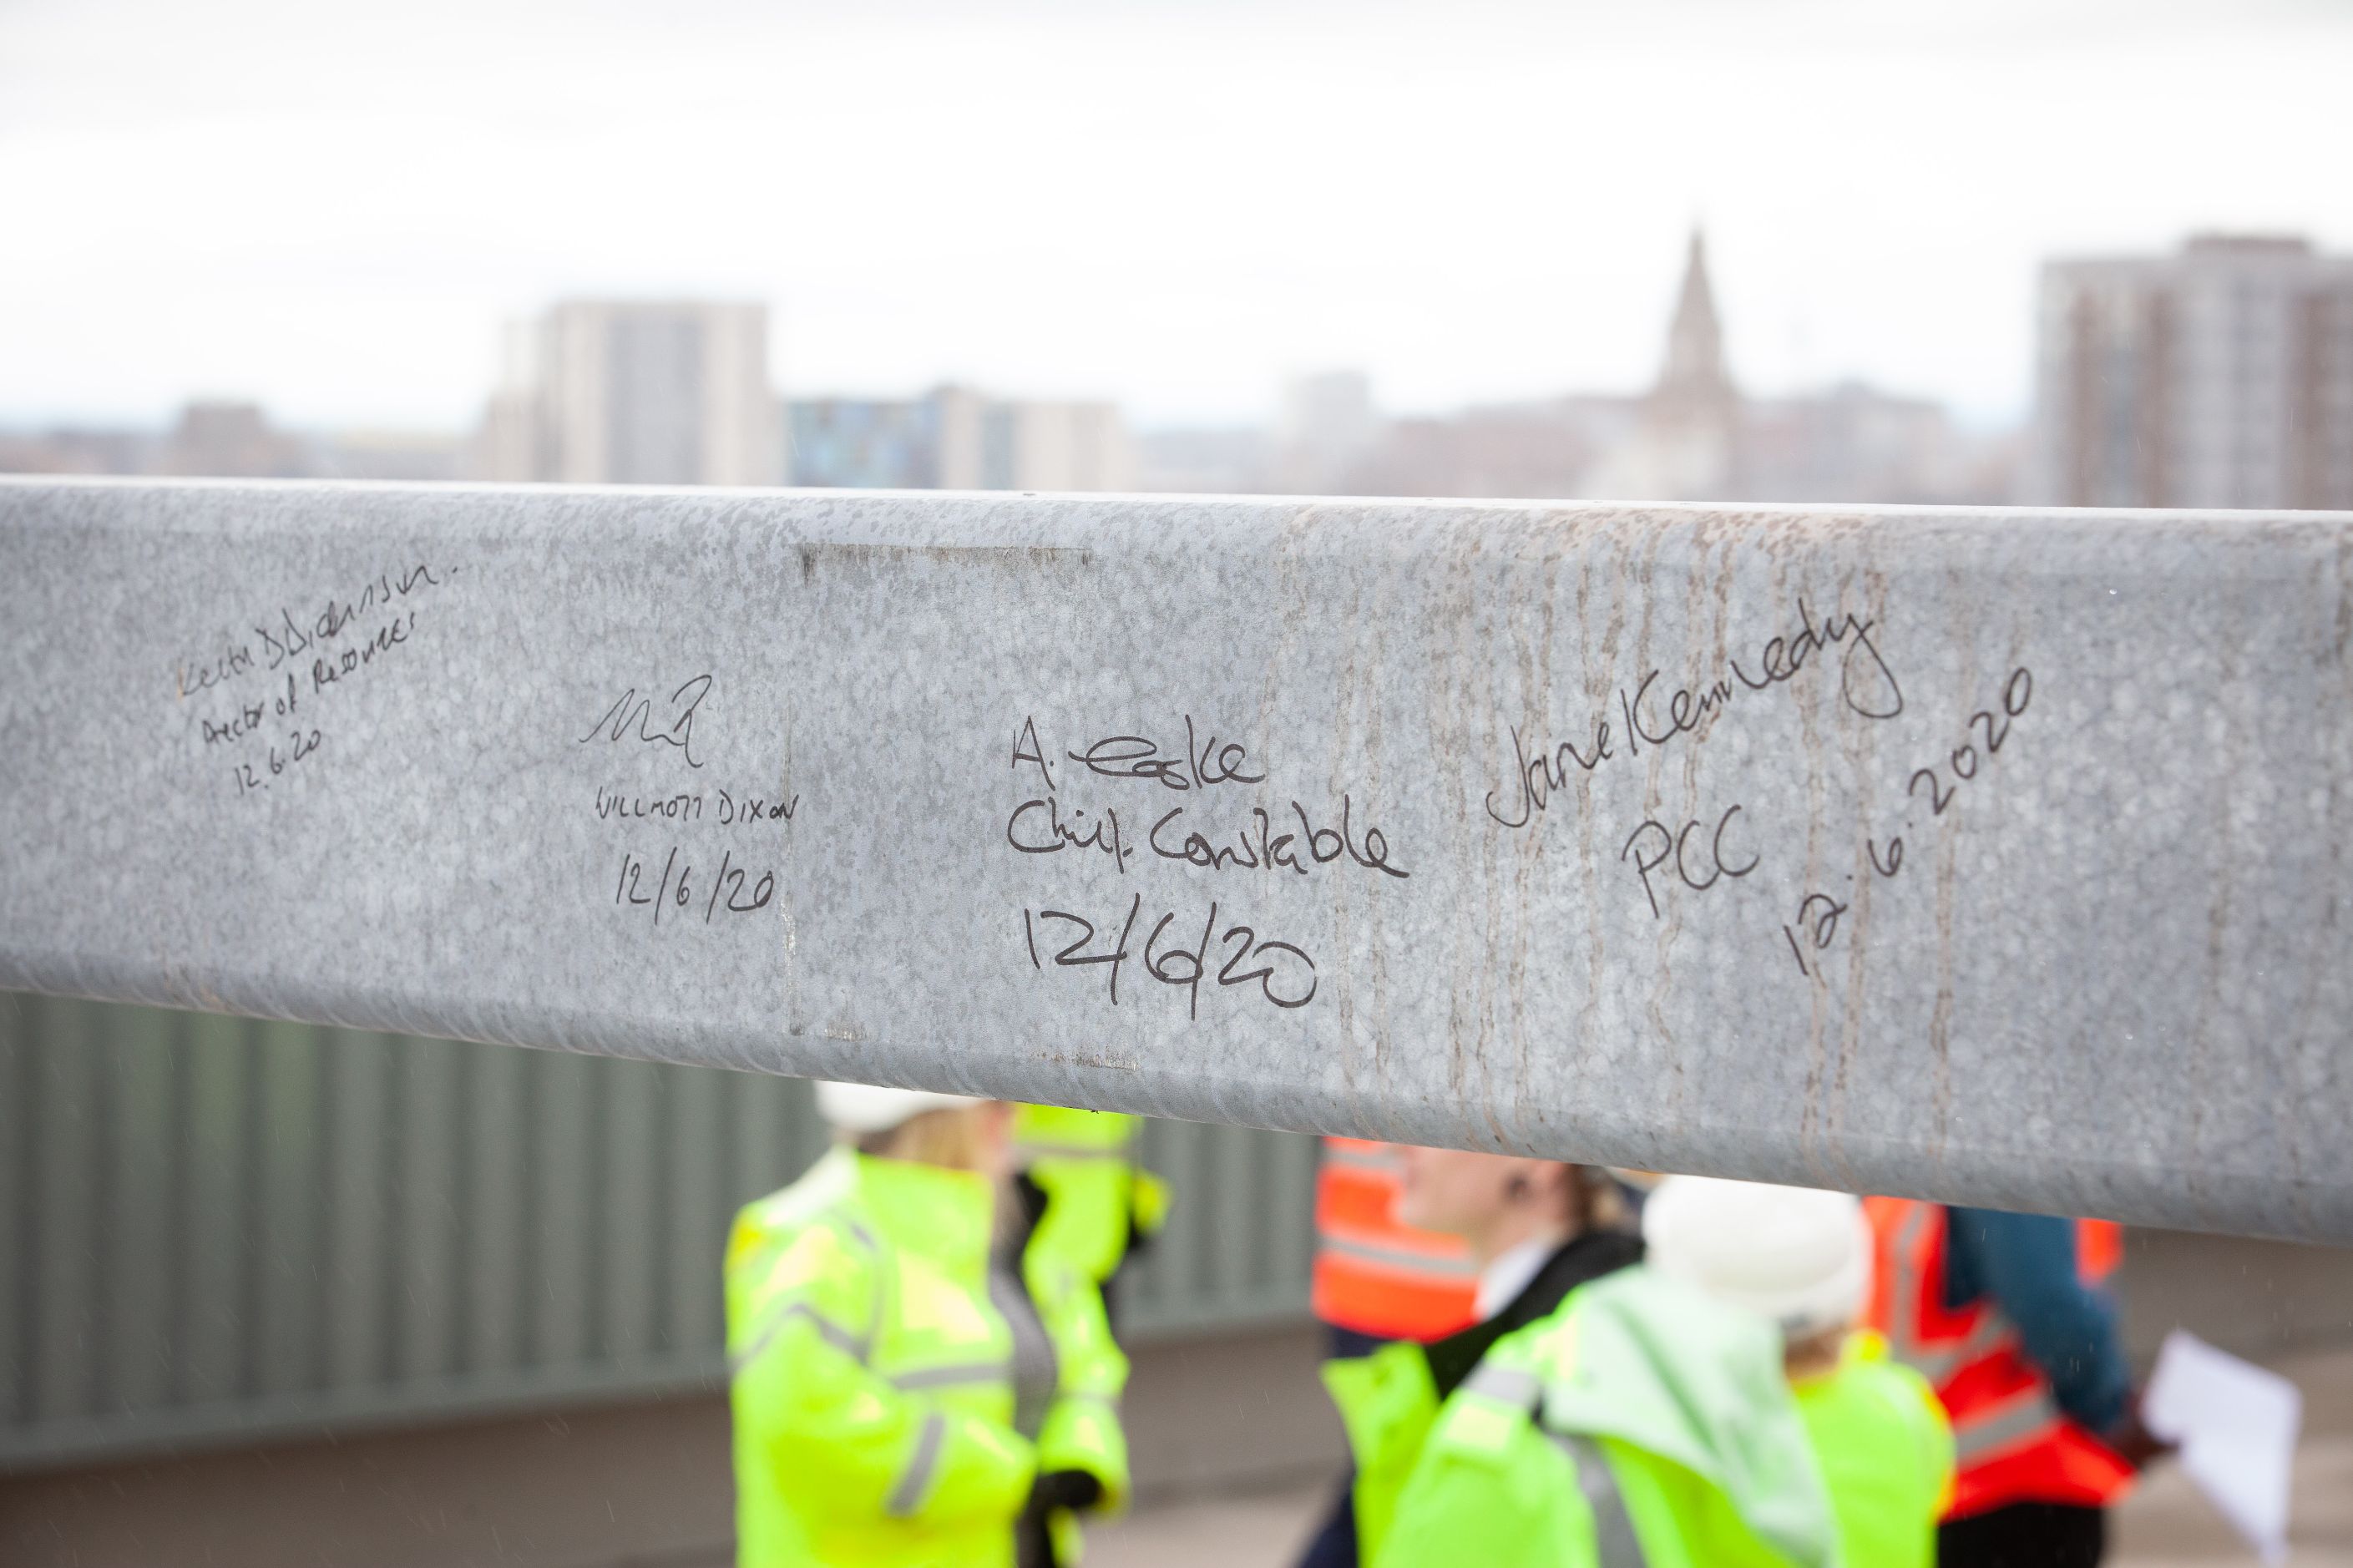 Keith D Dickinson.
Director of Resources
12.6.20
WILLMOTT DIXON
12/6/20
A. Cooke
Chief Constable
12/6/20
Jane Kennedy
PCC
12.6.2020